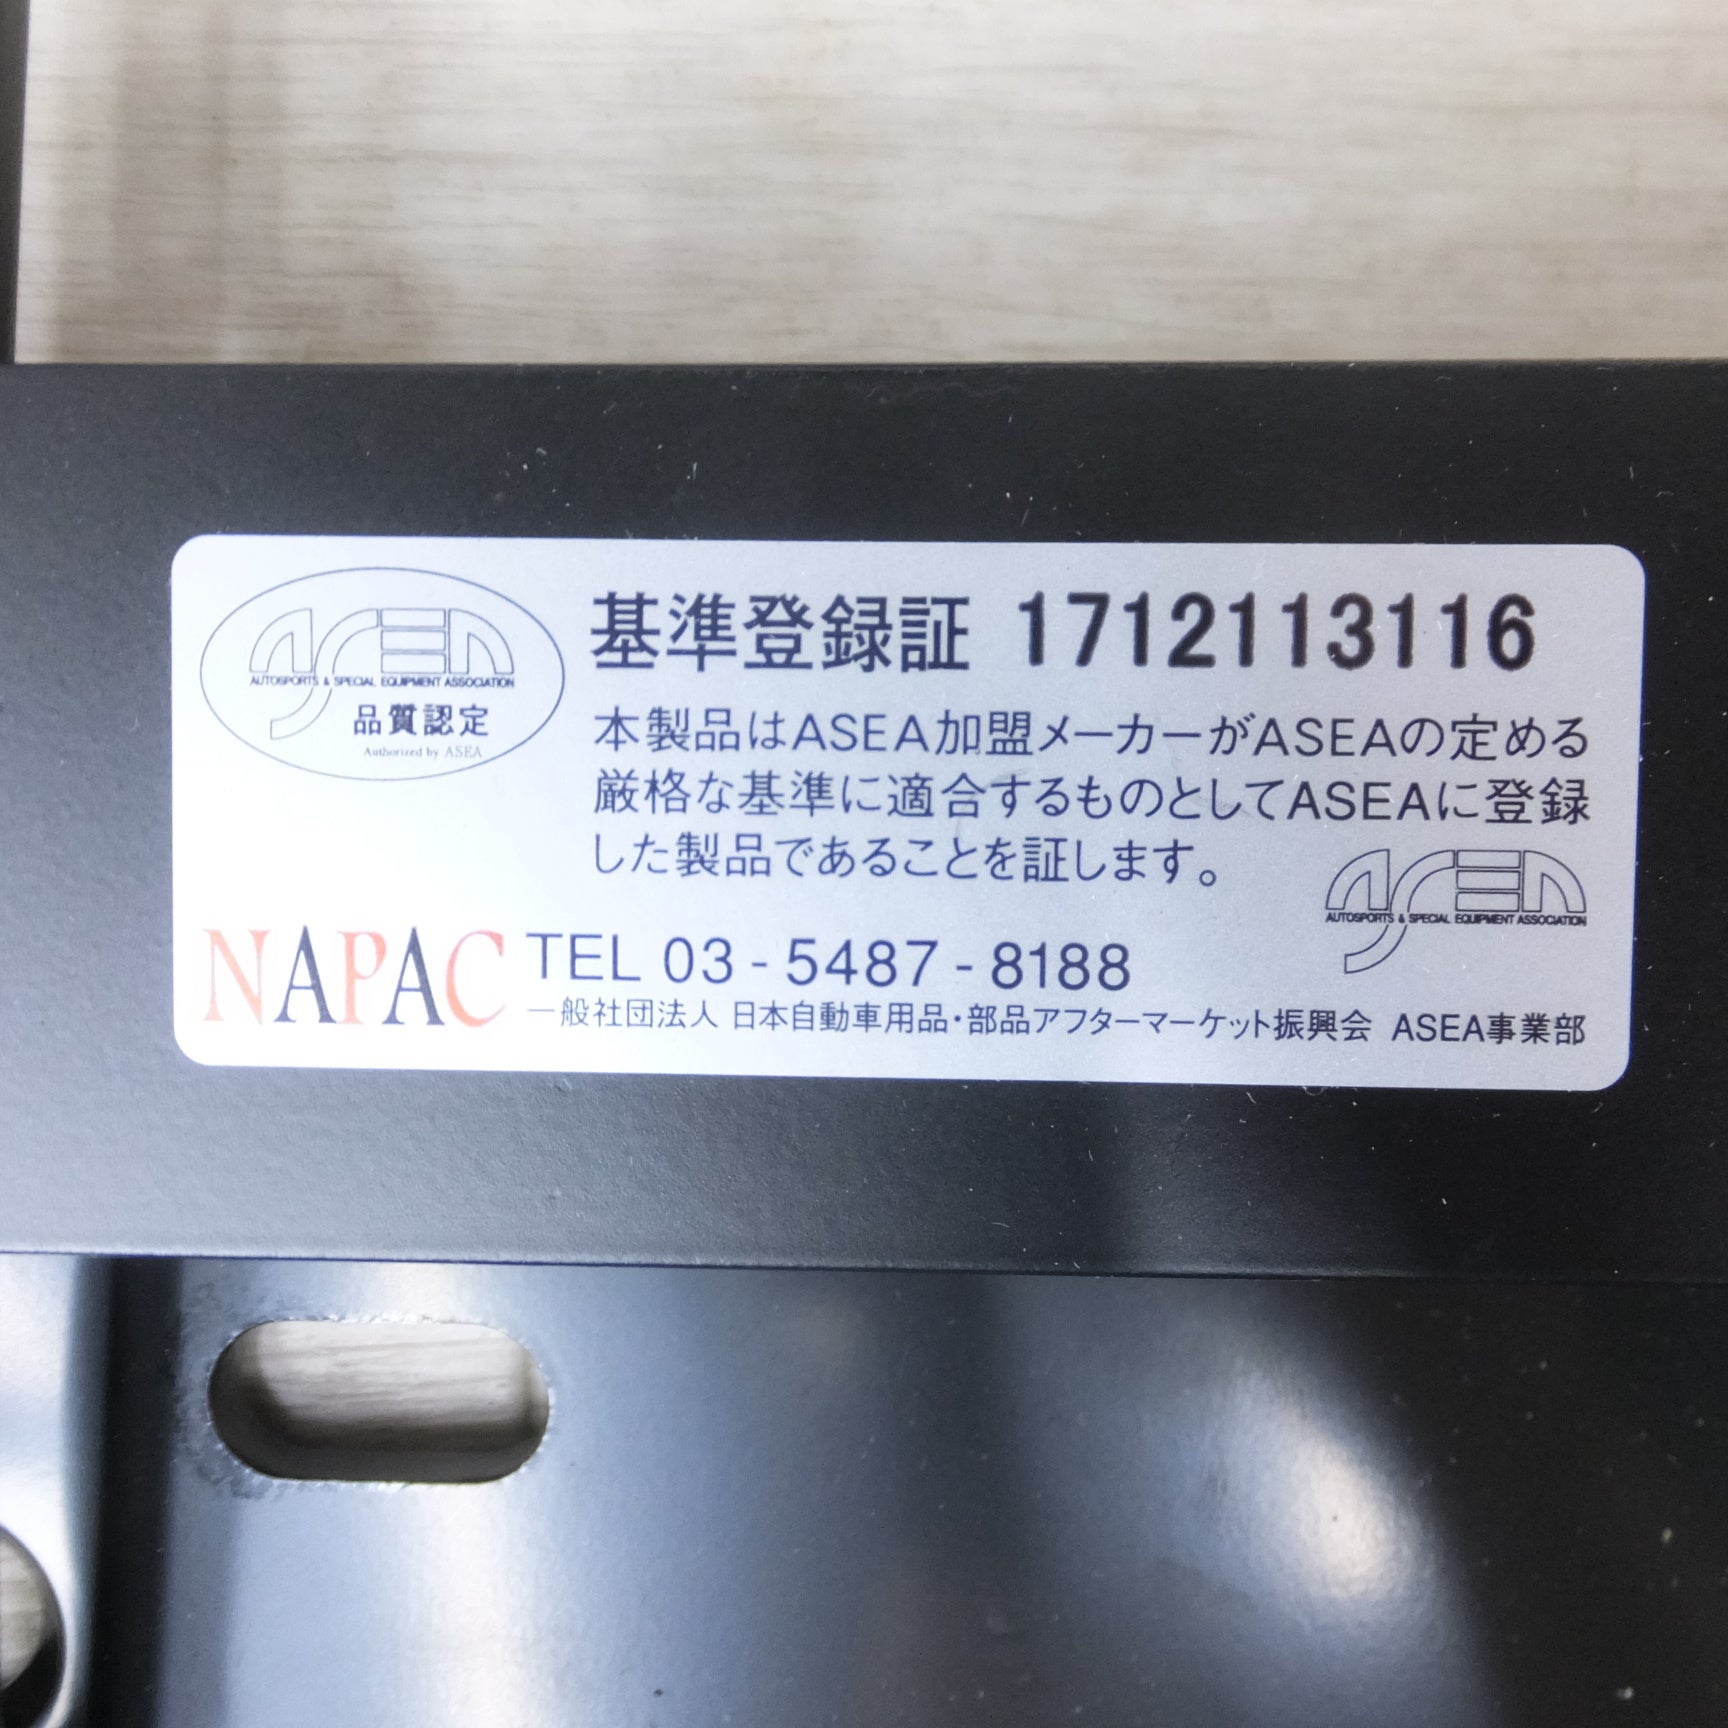 ASEA
AUTOSPORTS & SPECIAL EQUIPMENT ASSOCIATION
品質認定
Authorized by ASEA
基準登録証 1712113116
本製品はASEA加盟メーカーがASEAの定める
厳格な基準に適合するものとしてASEAに登録
した製品であることを証します。
ASEA
AUTOSPORTS & SPECIAL EQUIPMENT ASSOCIATION
NAPAC
TEL 03-5487-8188
一般社団法人 日本自動車用品・部品アフターマーケット振興会 ASEA事業部